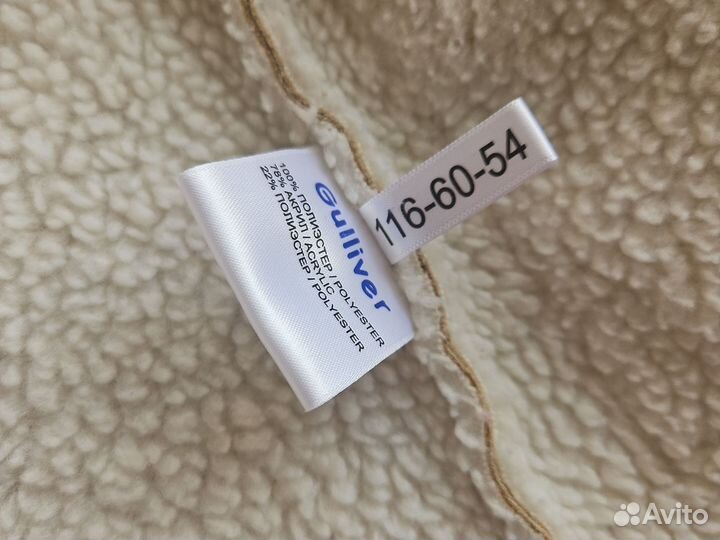 Gulliver
100% ПОЛИЭСТЕР / POLYESTER
78% АКРИЛ / ACRYLIC
22% ПОЛИЭСТЕР / POLYESTER
116-60-54
Avito